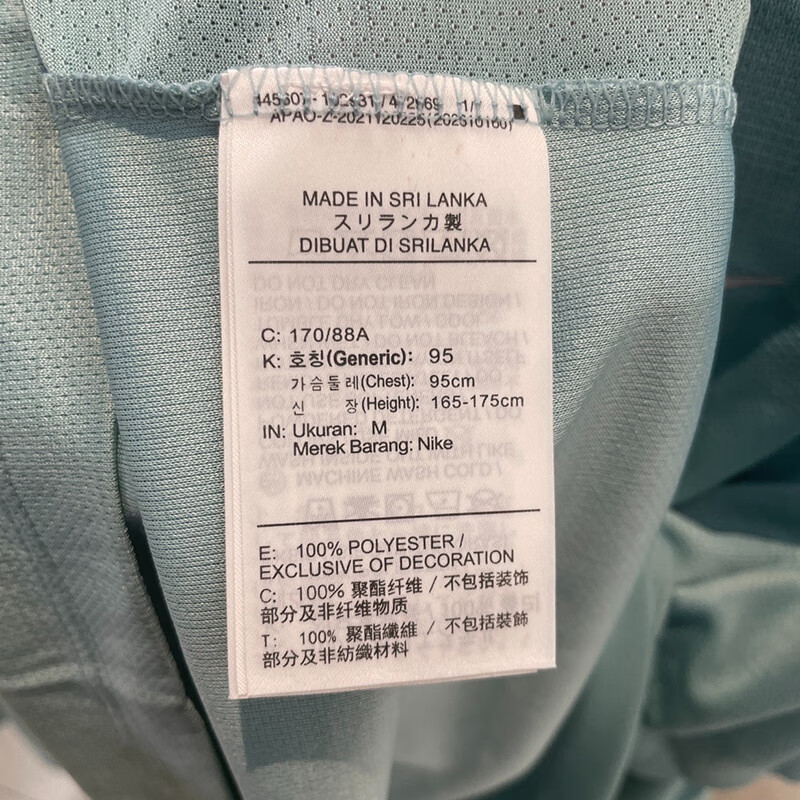 APAO-Z-2021120225(202610160)
MADE IN SRI LANKA
スリランカ製
DIBUAT DI SRILANKA
C: 170/88A
K: 호칭(Generic): 95
가슴둘레(Chest): 95cm
신 장(Height): 165-175cm
IN: Ukuran: M
Merek Barang: Nike
E: 100% POLYESTER /
EXCLUSIVE OF DECORATION
C: 100% 聚酯纤维 / 不包括装饰
部分及非纤维物质
T: 100% 聚酯纖維 / 不包括裝飾
部分及非紡織材料